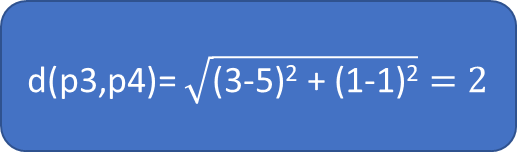 d(p3,p4)= √(3-5)² + (1-1)² = 2